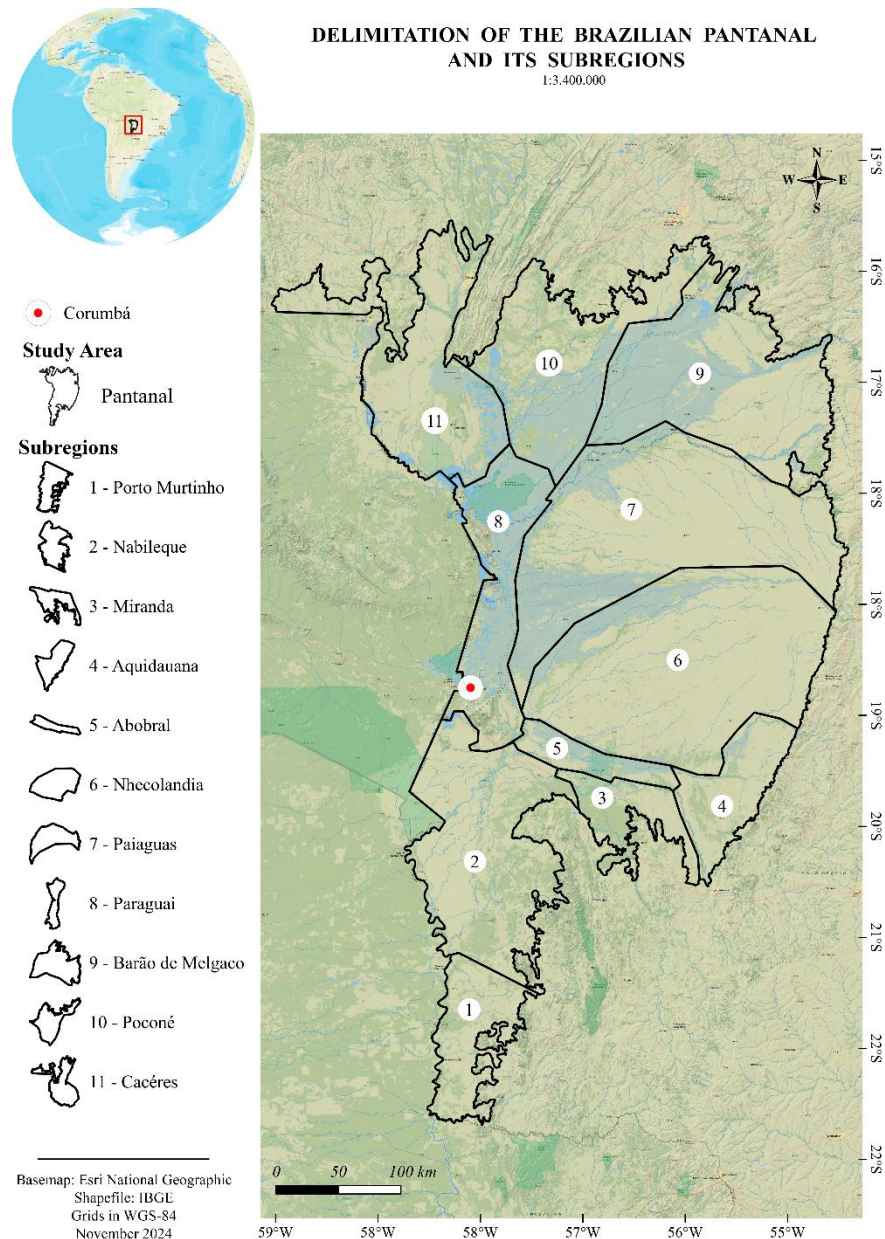 DELIMITATION OF THE BRAZILIAN PANTANAL
AND ITS SUBREGIONS
1:3.400.000
N
W E
S
Corumbá
Study Area
Pantanal
Subregions
1 - Porto Murtinho
2 - Nabileque
3 - Miranda
4 - Aquidauana
5 - Abobral
6 - Nhecolandia
7 - Paiaguas
8 - Paraguai
9 - Barão de Melgaco
10 - Poconé
11 - Cacéres
Basemap: Esri National Geographic
Shapefile: IBGE
Grids in WGS-84
November 2024
9
10
11
7
8
6
5
3
4
2
1
0 50 100 km
15°S
16°S
17°S
18°S
18°S
19°S
20°S
21°S
22°S
22°S
59°W 58°W 58°W 57°W 56°W 55°W